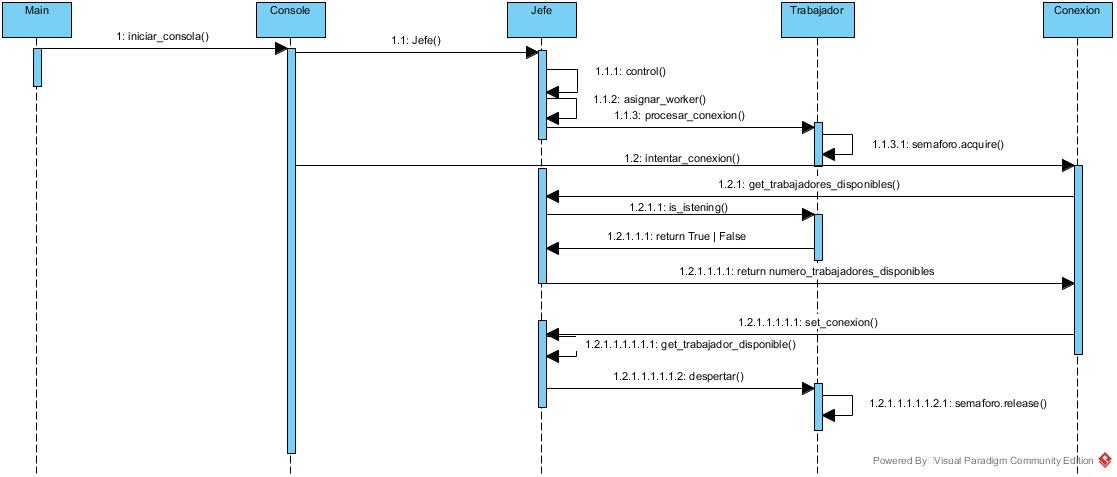 Main
Console
Jefe
Trabajador
Conexion
1: iniciar_consola()
1.1: Jefe()
1.1.1: control()
1.1.2: asignar_worker()
1.1.3: procesar_conexion()
1.1.3.1: semaforo.acquire()
1.2: intentar_conexion()
1.2.1: get_trabajadores_disponibles()
1.2.1.1: is_istening()
1.2.1.1.1: return True | False
1.2.1.1.1.1: return numero_trabajadores_disponibles
1.2.1.1.1.1.1: set_conexion()
1.2.1.1.1.1.1.1: get_trabajador_disponible()
1.2.1.1.1.1.1.2: despertar()
1.2.1.1.1.1.1.2.1: semaforo.release()
Powered By Visual Paradigm Community Edition